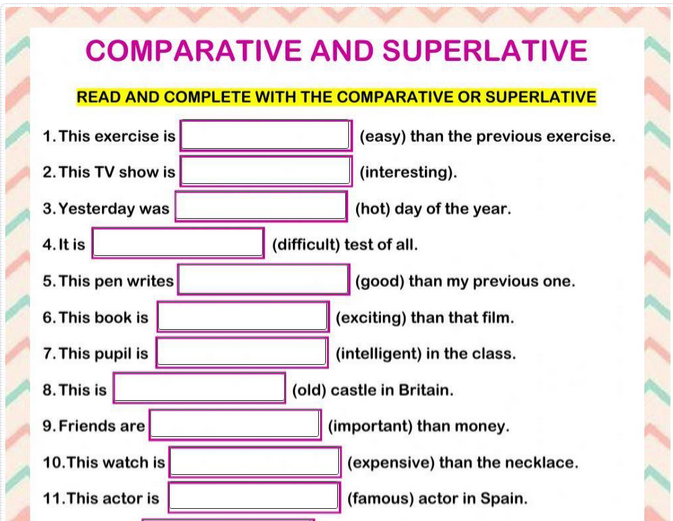 COMPARATIVE AND SUPERLATIVE
READ AND COMPLETE WITH THE COMPARATIVE OR SUPERLATIVE
1. This exercise is (easy) than the previous exercise.
2. This TV show is (interesting).
3. Yesterday was (hot) day of the year.
4. It is (difficult) test of all.
5. This pen writes (good) than my previous one.
6. This book is (exciting) than that film.
7. This pupil is (intelligent) in the class.
8. This is (old) castle in Britain.
9. Friends are (important) than money.
10.This watch is (expensive) than the necklace.
11.This actor is (famous) actor in Spain.